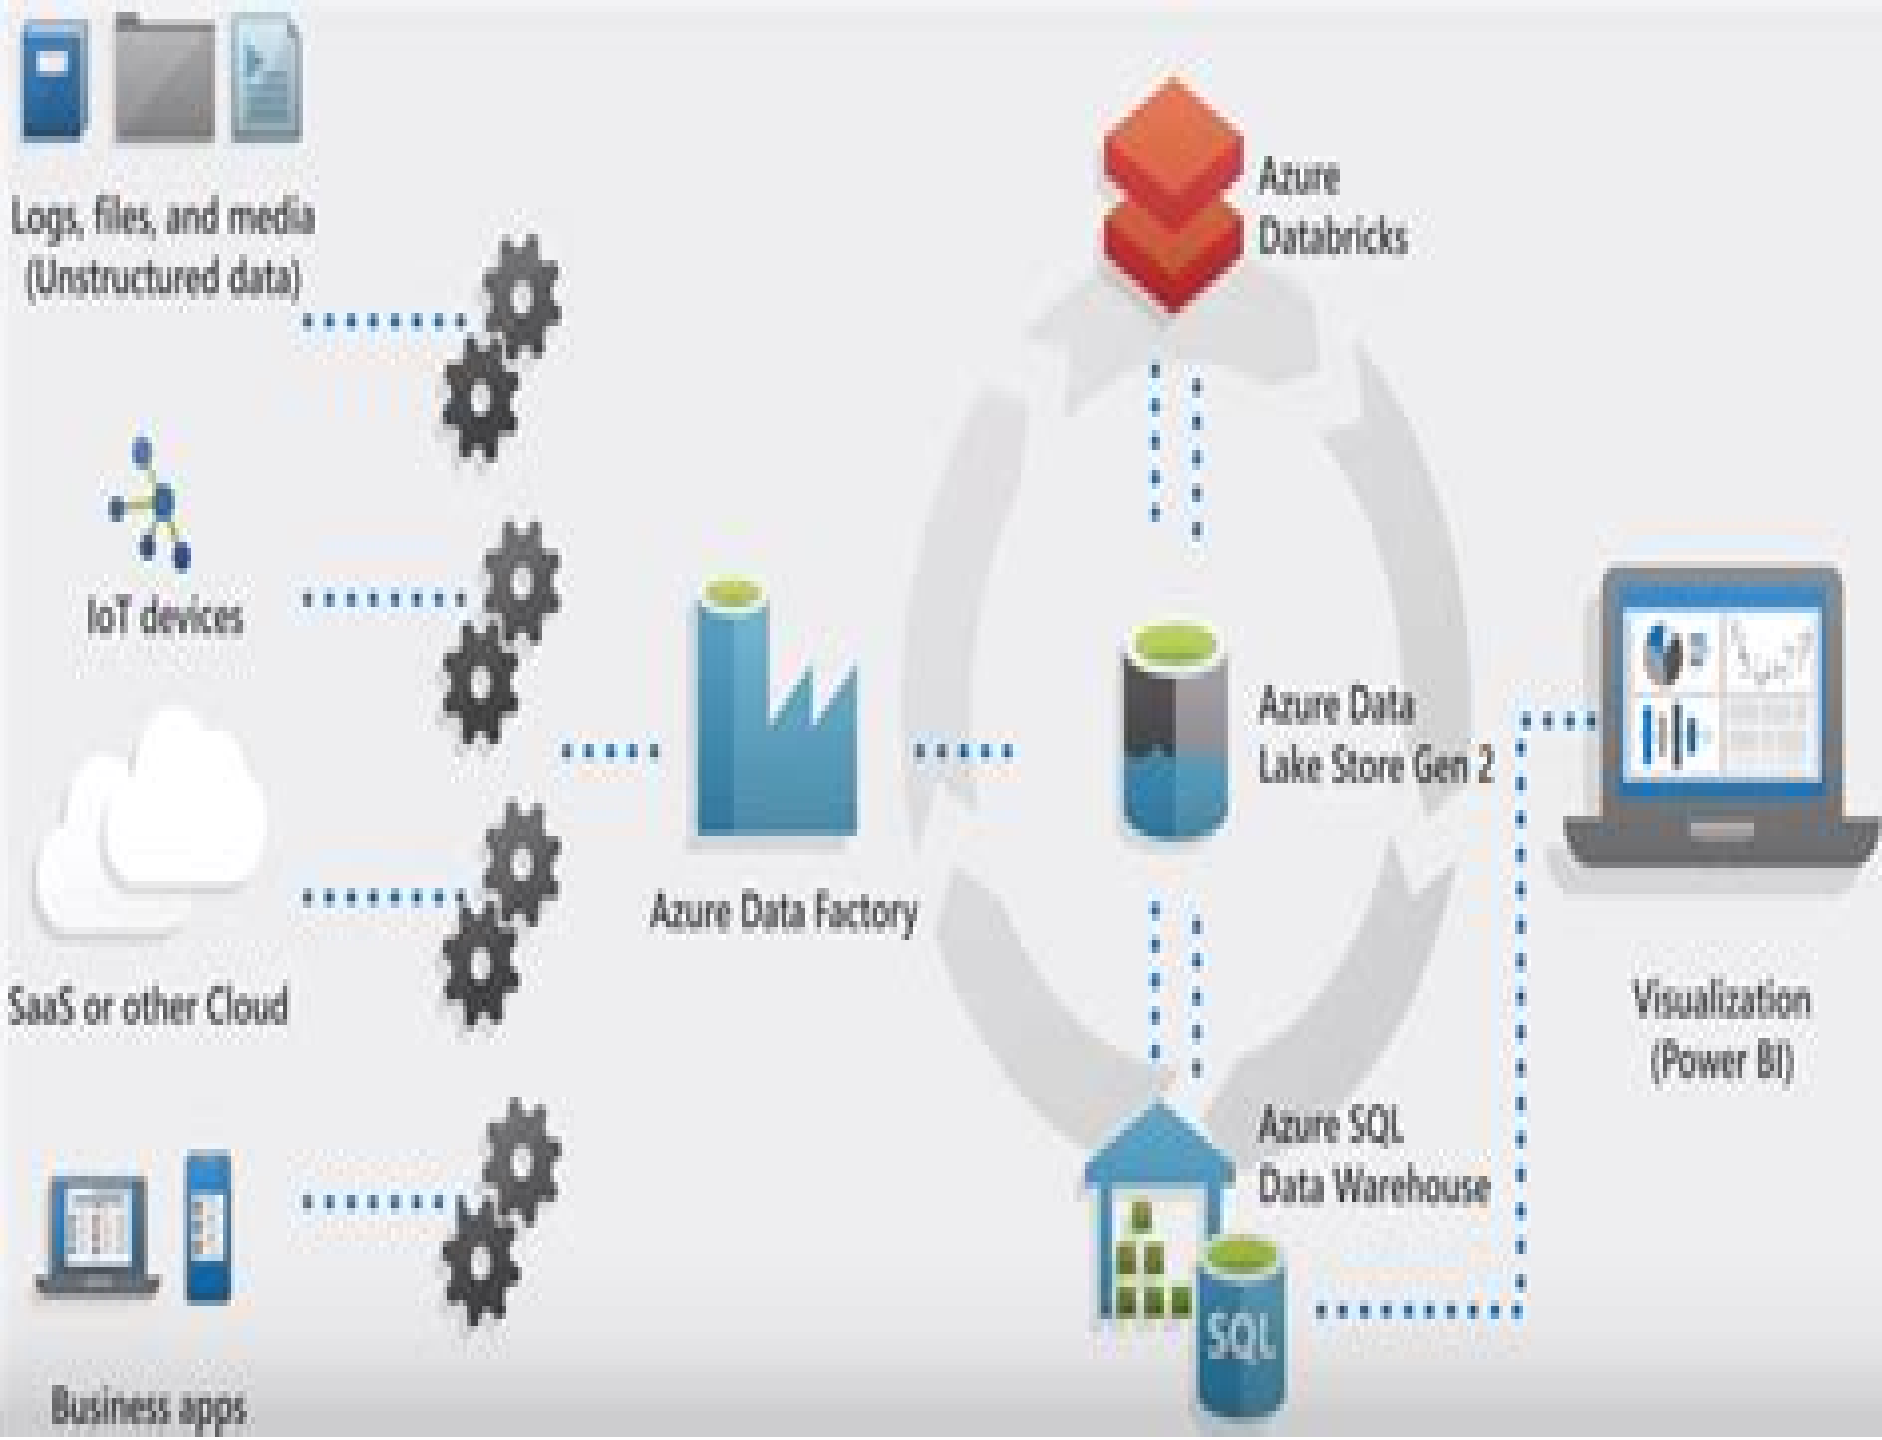 Logs, files, and media
(Unstructured data)
IoT devices
SaaS or other Cloud
Business apps
Azure Data Factory
Azure
Databricks
Azure Data
Lake Store Gen 2
Azure SQL
Data Warehouse
SQL
Visualization
(Power BI)